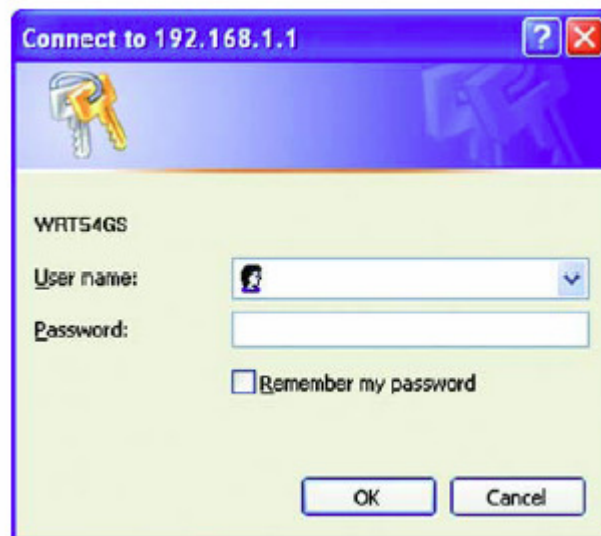 Connect to 192.168.1.1
WRT54GS
User name:
Password:
Remember my password
OK
Cancel